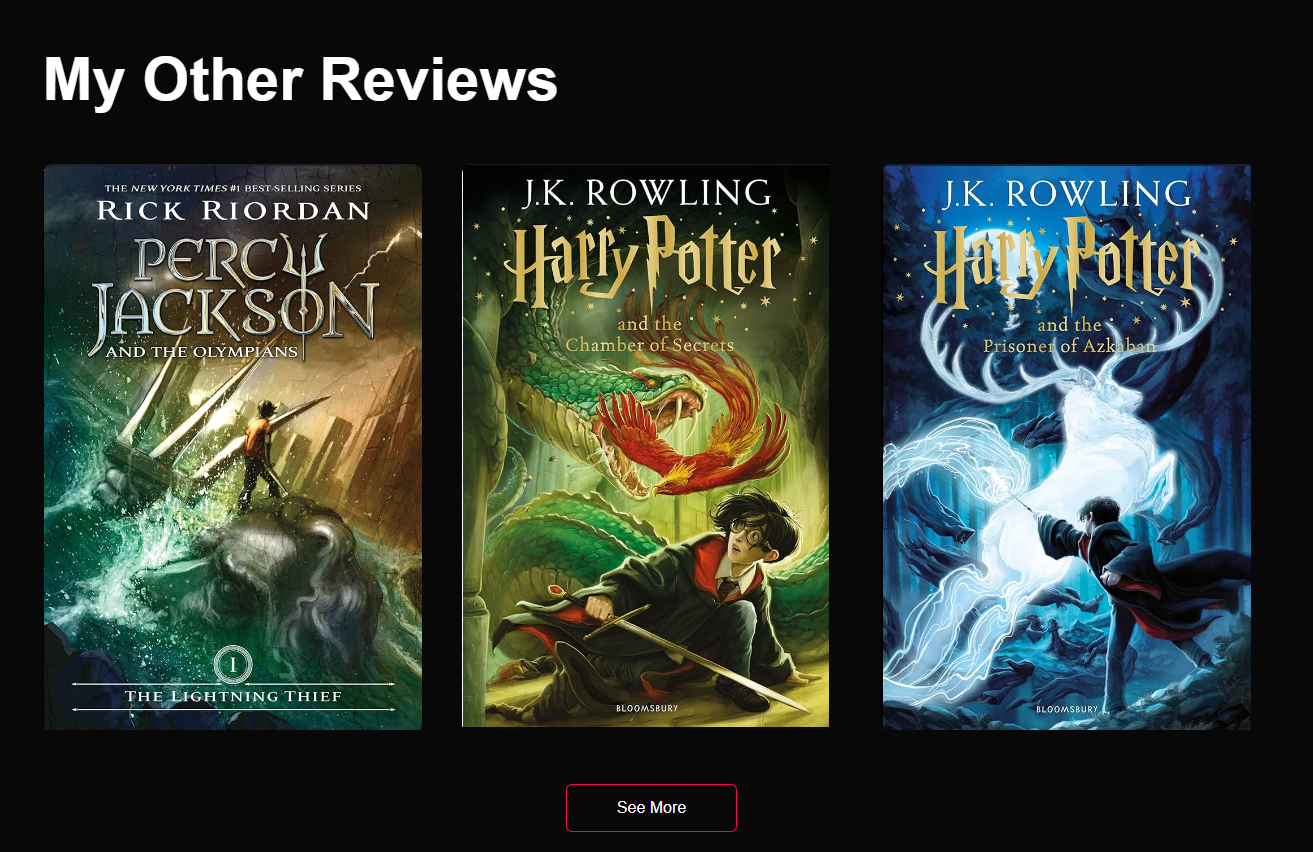 My Other Reviews
THE NEW YORK TIMES #1 BEST-SELLING SERIES
RICK RIORDAN
PERCY
JACKSON
AND THE OLYMPIANS
I
THE LIGHTNING THIEF
J.K. ROWLING
Harry Potter
and the
Chamber of Secrets
BLOOMSBURY
J.K. ROWLING
Harry Potter
and the
Prisoner of Azkaban
BLOOMSBURY
See More